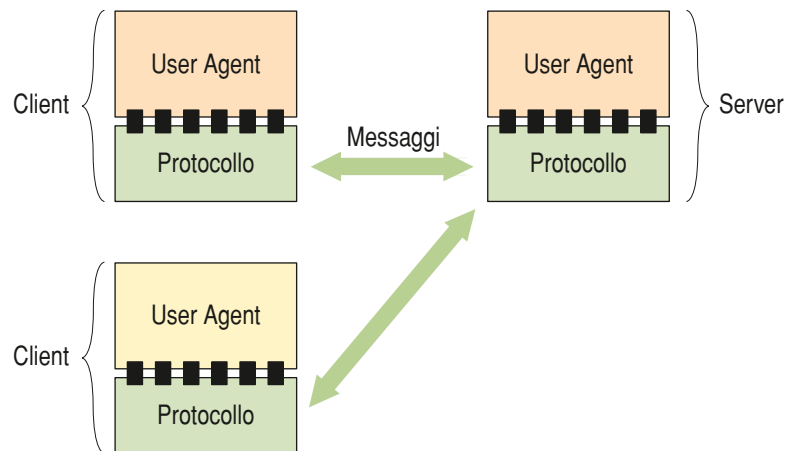 User Agent
User Agent
Client
Server
Messaggi
Protocollo
Protocollo
User Agent
Client
Protocollo